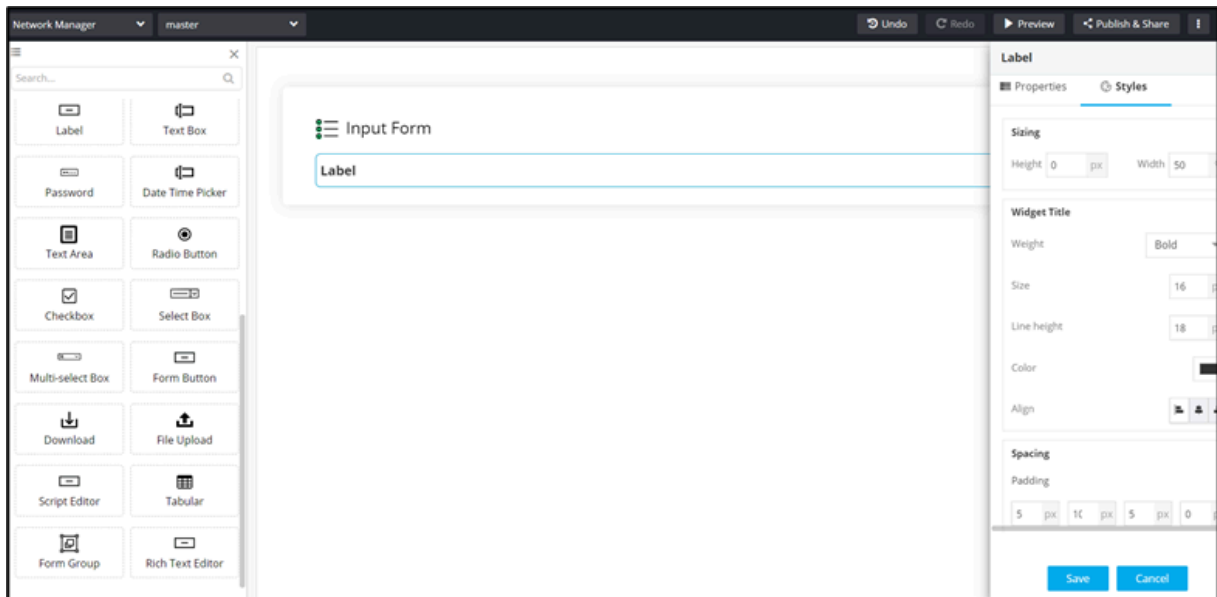 Network Manager master Undo Redo Preview Publish & Share
Search...
Label Text Box
Password Date Time Picker
Text Area Radio Button
Checkbox Select Box
Multi-select Box Form Button
Download File Upload
Script Editor Tabular
Form Group Rich Text Editor
Input Form
Label
Label
Properties Styles
Sizing
Height 0 px Width 50
Widget Title
Weight Bold
Size 16
Line height 18
Color
Align
Spacing
Padding
5 px 10 px 5 px 0
Save Cancel